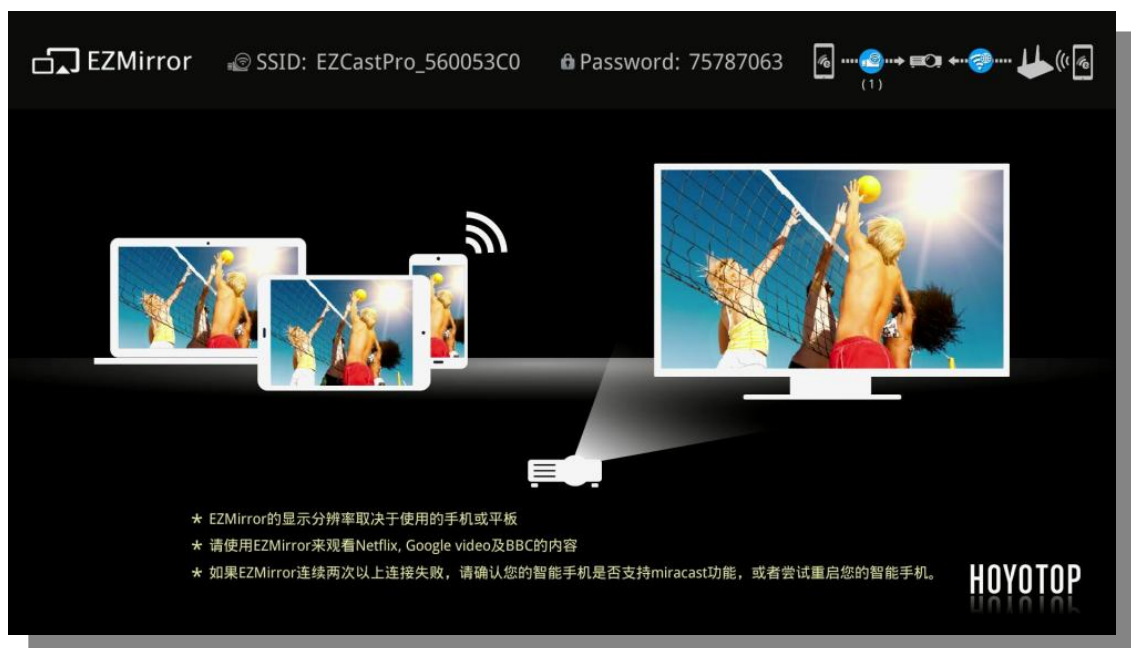 EZMirror SSID: EZCastPro_560053C0 Password: 75787063
(1)
* EZMirror的显示分辨率取决于使用的手机或平板
* 请使用EZMirror来观看Netflix, Google video及BBC的内容
* 如果EZMirror连续两次以上连接失败，请确认您的智能手机是否支持miracast功能，或者尝试重启您的智能手机。
HOYOTOP